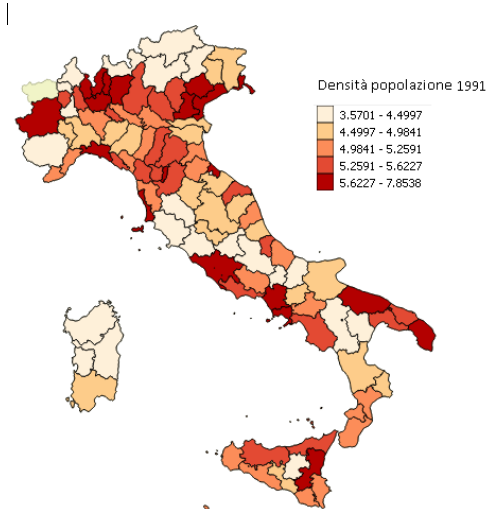 Densità popolazione 1991
3.5701 - 4.4997
4.4997 - 4.9841
4.9841 - 5.2591
5.2591 - 5.6227
5.6227 - 7.8538